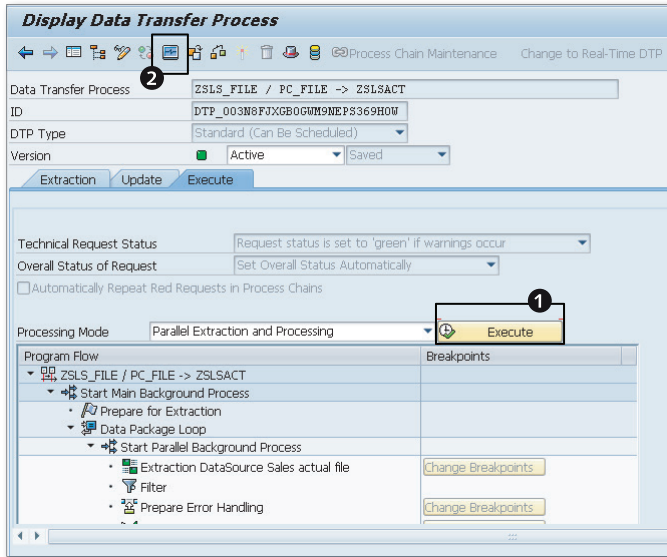 Display Data Transfer Process
Process Chain Maintenance Change to Real-Time DTP
2
Data Transfer Process ZSLS_FILE / PC_FILE -> ZSLSACT
ID DTP_003N8FJXGB0GWM9NEPS369H0W
DTP Type Standard (Can Be Scheduled)
Version Active Saved
Extraction Update Execute
Technical Request Status Request status is set to 'green' if warnings occur
Overall Status of Request Set Overall Status Automatically
Automatically Repeat Red Requests in Process Chains
1
Processing Mode Parallel Extraction and Processing Execute
Program Flow Breakpoints
ZSLS_FILE / PC_FILE -> ZSLSACT
Start Main Background Process
Prepare for Extraction
Data Package Loop
Start Parallel Background Process
Extraction DataSource Sales actual file Change Breakpoints
Filter
Prepare Error Handling Change Breakpoints